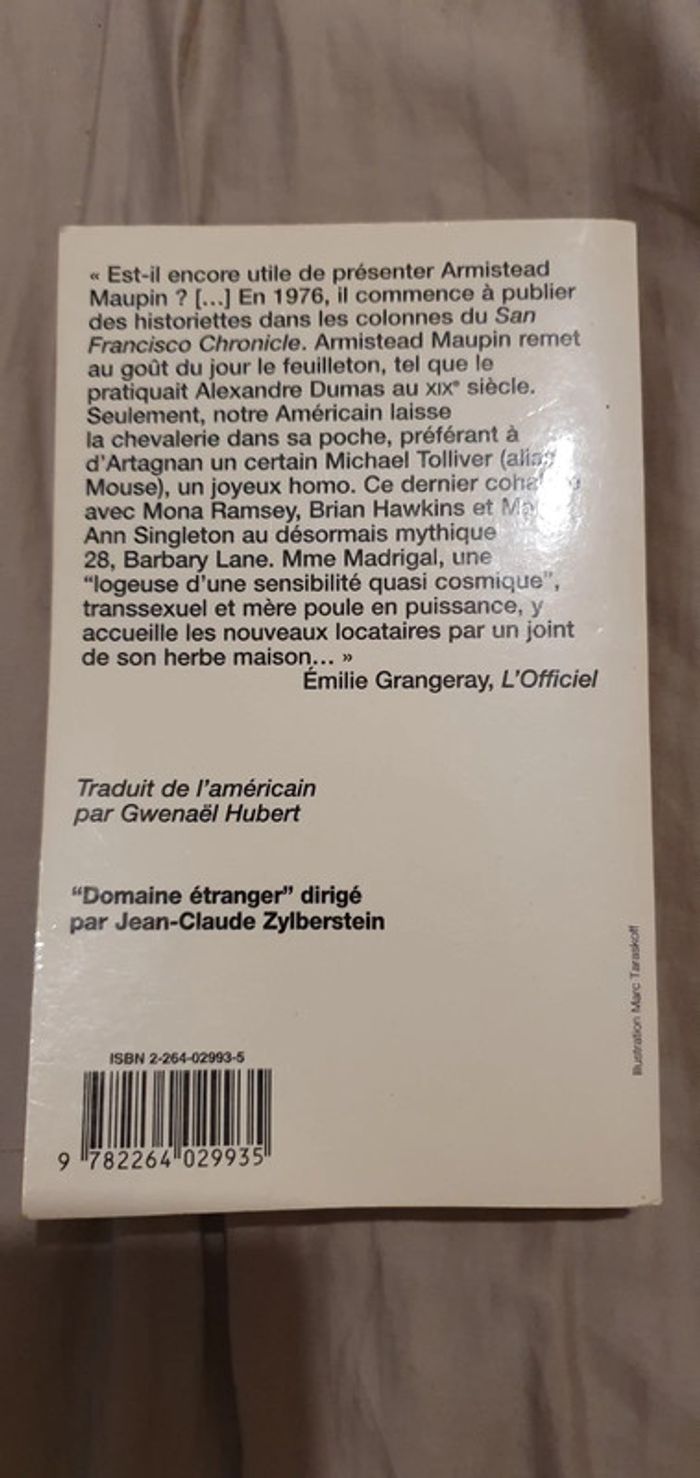 « Est-il encore utile de présenter Armistead
Maupin ? [...] En 1976, il commence à publier
des historiettes dans les colonnes du San
Francisco Chronicle. Armistead Maupin remet
au goût du jour le feuilleton, tel que le
pratiquait Alexandre Dumas au XIXe siècle.
Seulement, notre Américain laisse
la chevalerie dans sa poche, préférant à
d'Artagnan un certain Michael Tolliver (alias
Mouse), un joyeux homo. Ce dernier
avec Mona Ramsey, Brian Hawkins et
Ann Singleton au désormais mythique
28, Barbary Lane. Mme Madrigal, une
"logeuse d'une sensibilité quasi cosmique",
transsexuel et mère poule en puissance, y
accueille les nouveaux locataires par un joint
de son herbe maison... »
Émilie Grangeray, L'Officiel
Traduit de l'américain
par Gwenaël Hubert
"Domaine étranger" dirigé
par Jean-Claude Zylberstein
Illustration Marc Taraskoff
ISBN 2-264-02993-5
9 782264 029935